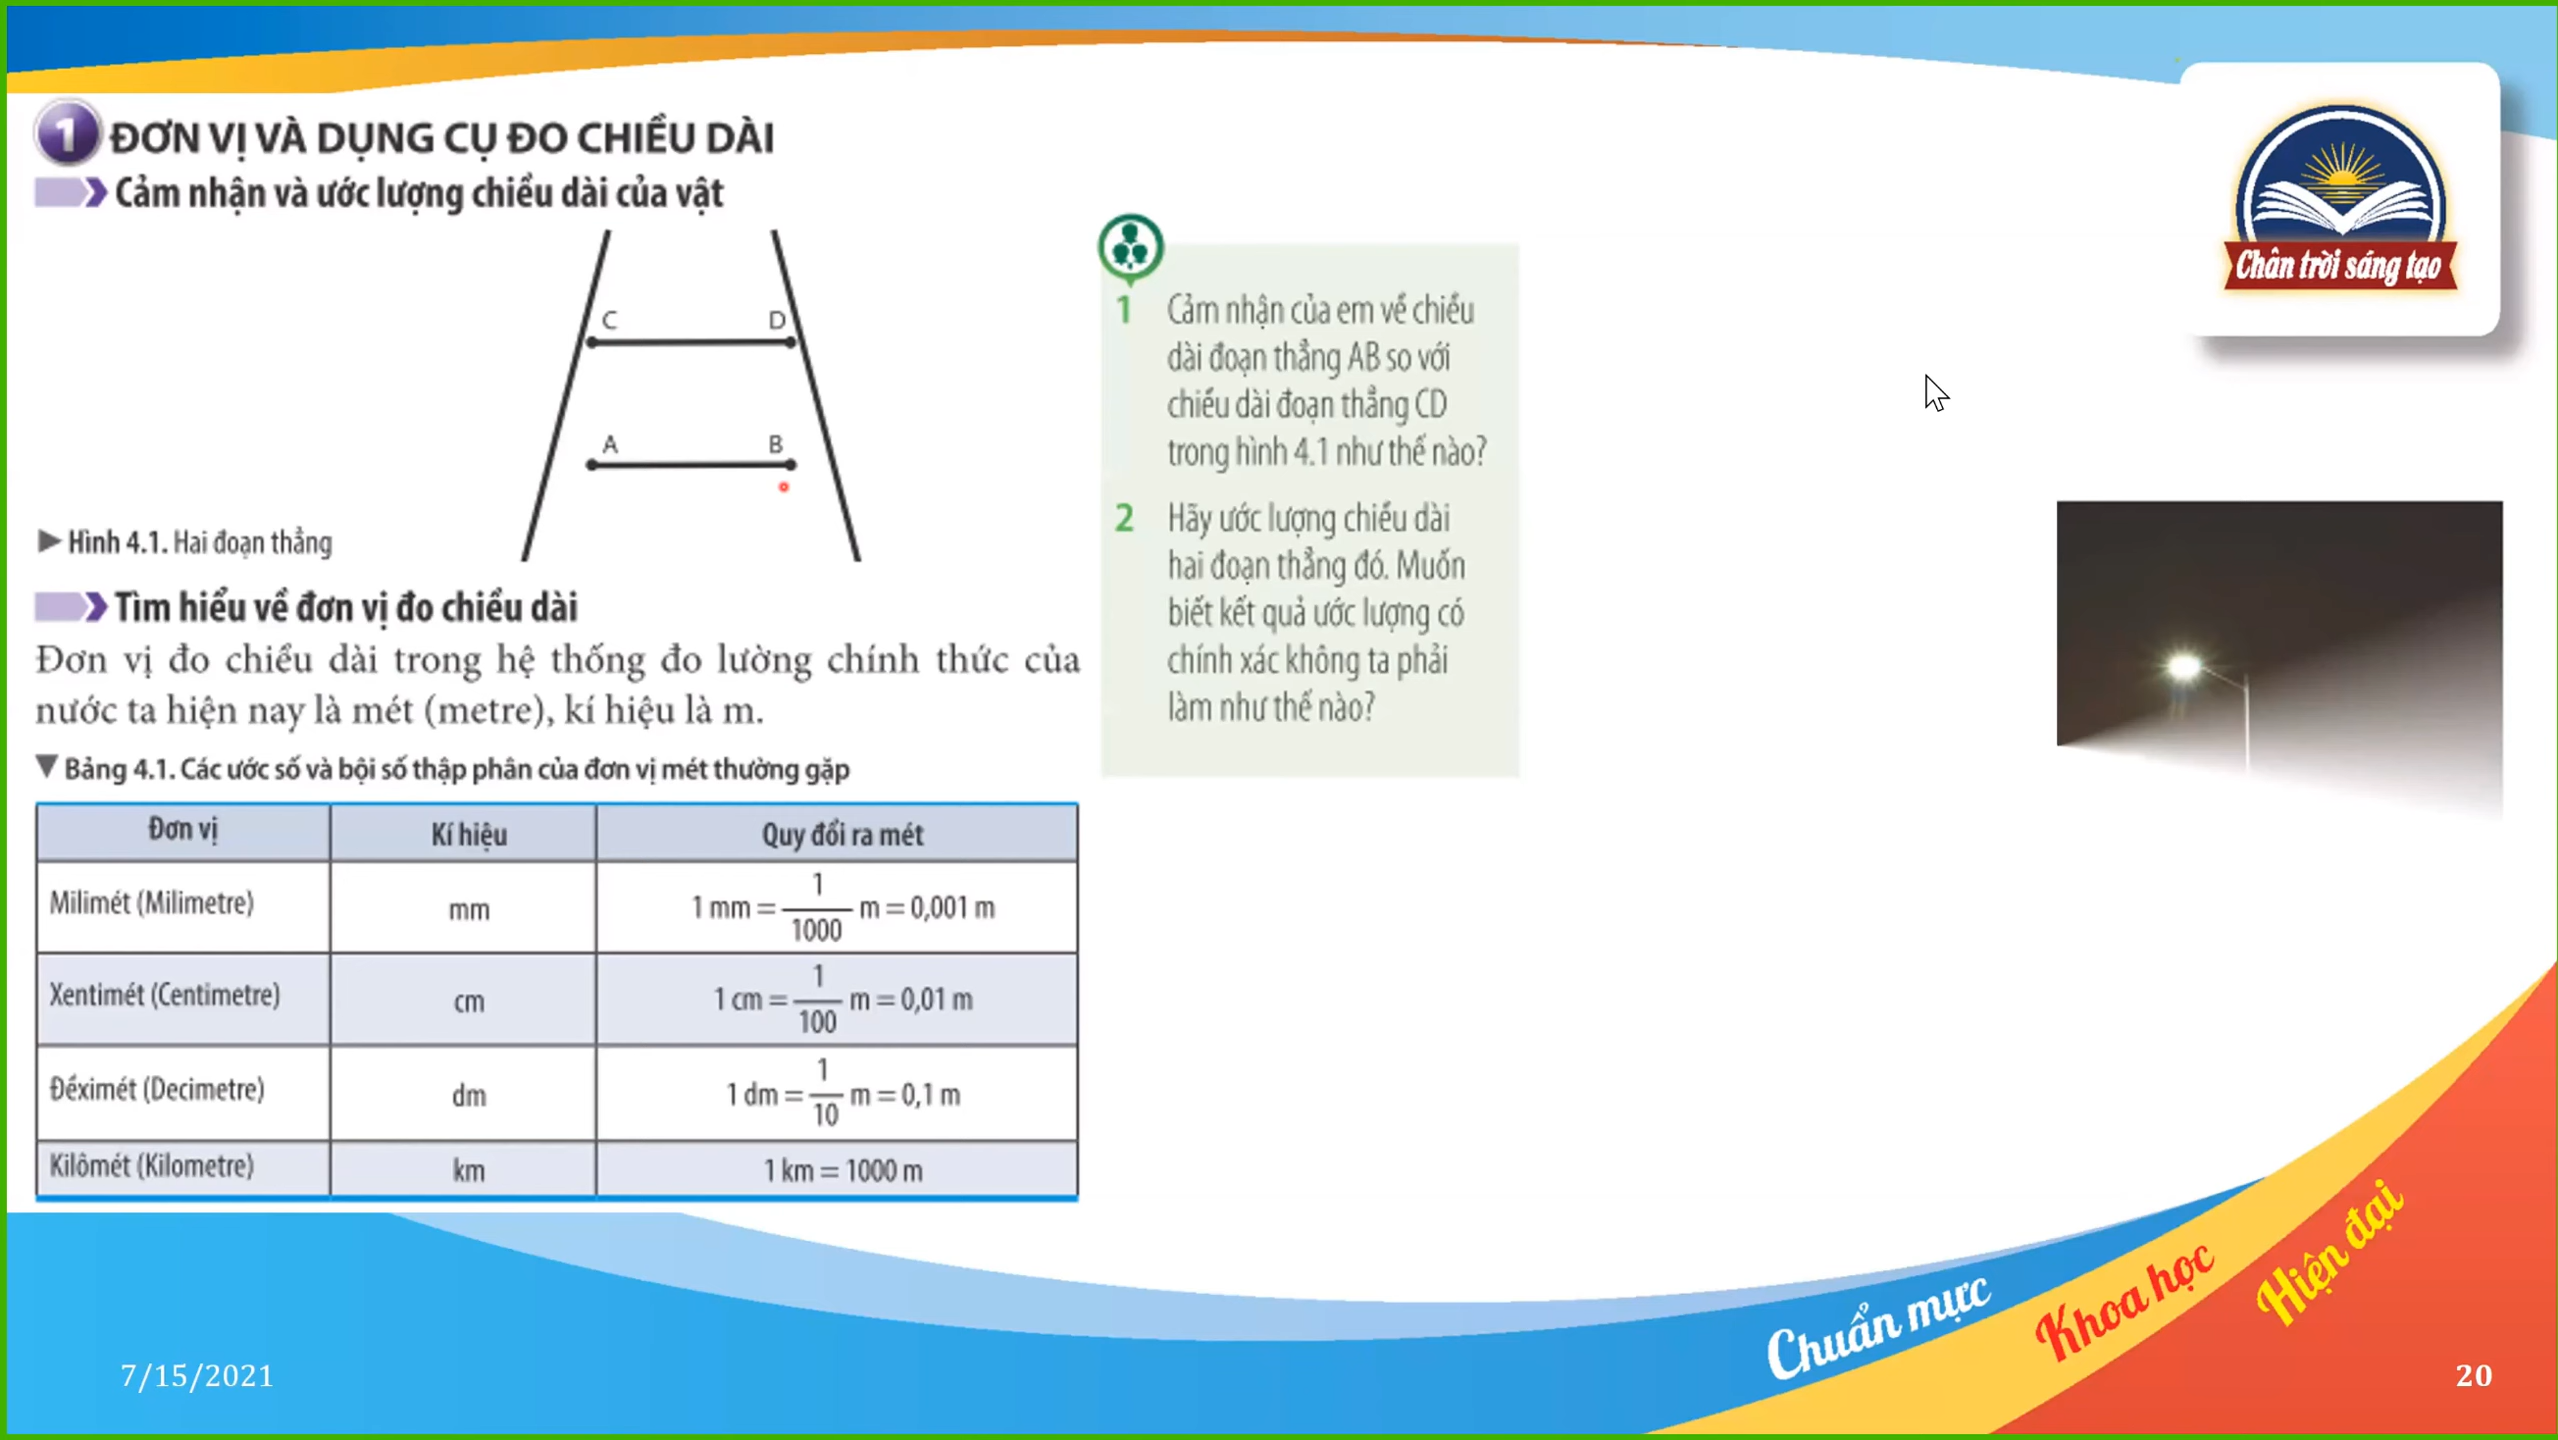 1 ĐƠN VỊ VÀ DỤNG CỤ ĐO CHIỀU DÀI
Cảm nhận và ước lượng chiều dài của vật
C D
A B
Hình 4.1. Hai đoạn thẳng
Tìm hiểu về đơn vị đo chiều dài
Đơn vị đo chiều dài trong hệ thống đo lường chính thức của
nước ta hiện nay là mét (metre), kí hiệu là m.
Bảng 4.1. Các ước số và bội số thập phân của đơn vị mét thường gặp
Đơn vị Kí hiệu Quy đổi ra mét
Milimét (Milimetre) mm 1 mm = 1/1000 m = 0,001 m
Xentimét (Centimetre) cm 1 cm = 1/100 m = 0,01 m
Đềximét (Decimetre) dm 1 dm = 1/10 m = 0,1 m
Kilômét (Kilometre) km 1 km = 1000 m
1 Cảm nhận của em về chiều
dài đoạn thẳng AB so với
chiều dài đoạn thẳng CD
trong hình 4.1 như thế nào?
2 Hãy ước lượng chiều dài
hai đoạn thẳng đó. Muốn
biết kết quả ước lượng có
chính xác không ta phải
làm như thế nào?
Chân trời sáng tạo
Chuẩn mực
Khoa học
Hiện đại
7/15/2021
20